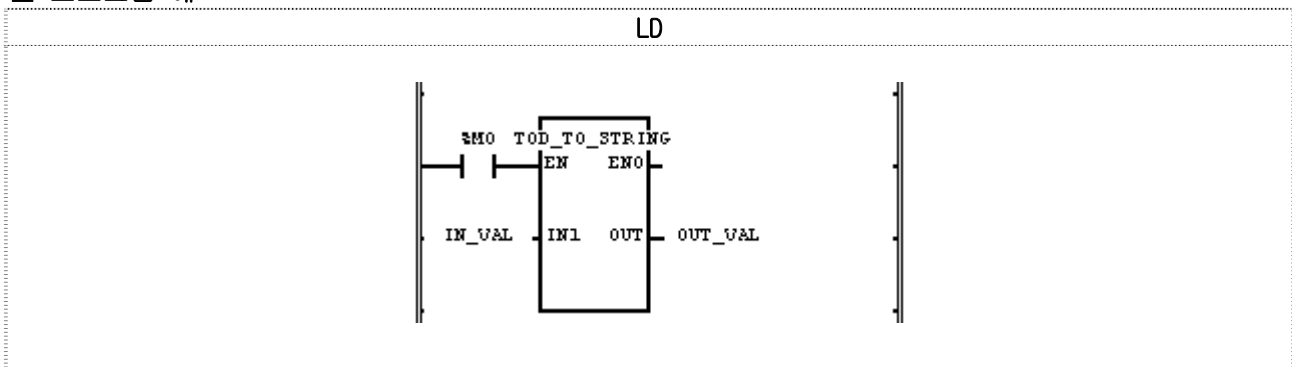 LD
%M0 TOD_TO_STRING
EN ENO
IN_VAL IN1 OUT OUT_VAL